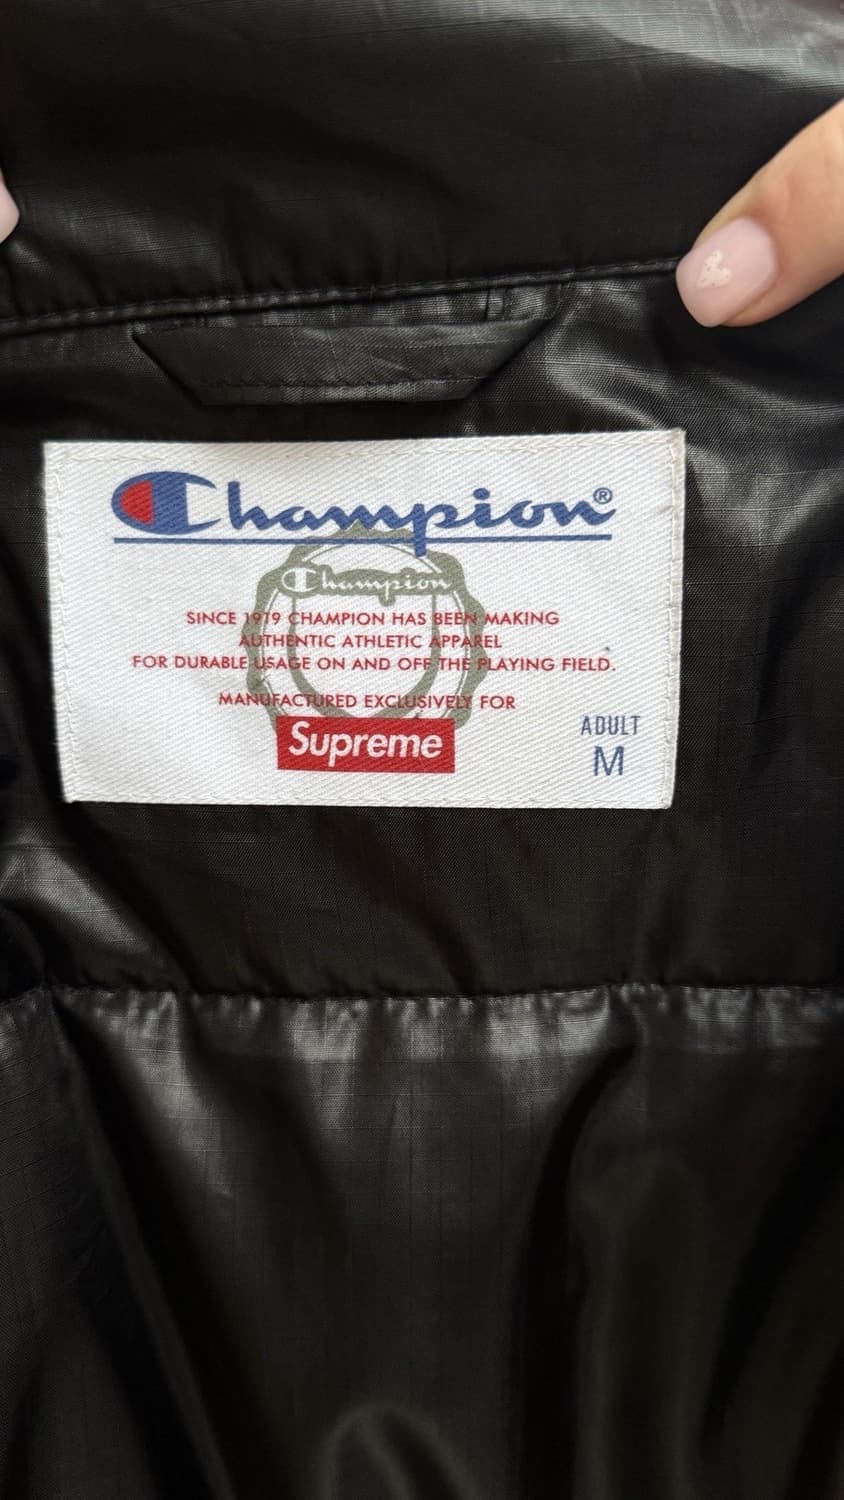 Champion®
Champion
SINCE 1919 CHAMPION HAS BEEN MAKING
AUTHENTIC ATHLETIC APPAREL
FOR DURABLE USAGE ON AND OFF THE PLAYING FIELD.
MANUFACTURED EXCLUSIVELY FOR
Supreme
ADULT
M